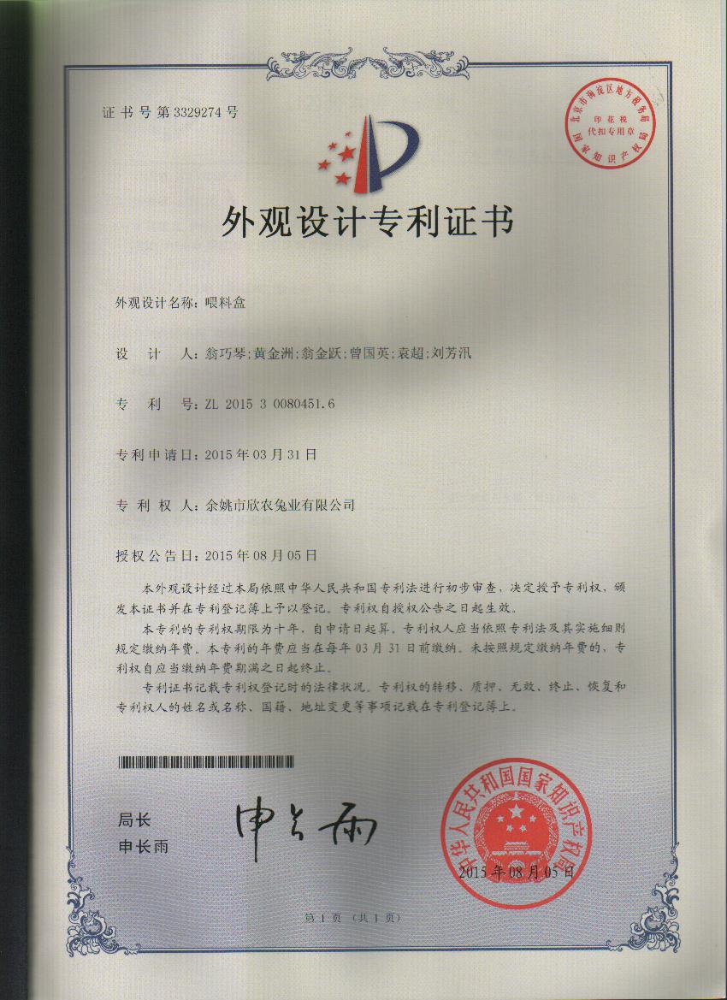 证书号第3329274号
北京市海淀区地方税务局
印花税
代扣专用章
国家知识产权局
外观设计专利证书
外观设计名称：喂料盒
设计人：翁巧琴;黄金洲;翁金跃;曾国英;袁超;刘芳汛
专利号：ZL 2015 3 0080451.6
专利申请日：2015年03月31日
专利权人：余姚市欣农兔业有限公司
授权公告日：2015年08月05日
本外观设计经过本局依照中华人民共和国专利法进行初步审查，决定授予专利权，颁
发本证书并在专利登记簿上予以登记。专利权自授权公告之日起生效。
本专利的专利权期限为十年，自申请日起算。专利权人应当依照专利法及其实施细则
规定缴纳年费。本专利的年费应当在每年03月31日前缴纳。未按照规定缴纳年费的，专
利权自应当缴纳年费期满之日起终止。
专利证书记载专利权登记时的法律状况。专利权的转移、质押、无效、终止、恢复和
专利权人的姓名或名称、国籍、地址变更等事项记载在专利登记簿上。
局长
申长雨
申长雨
中华人民共和国国家知识产权局
2015年08月05日
第1页（共1页）